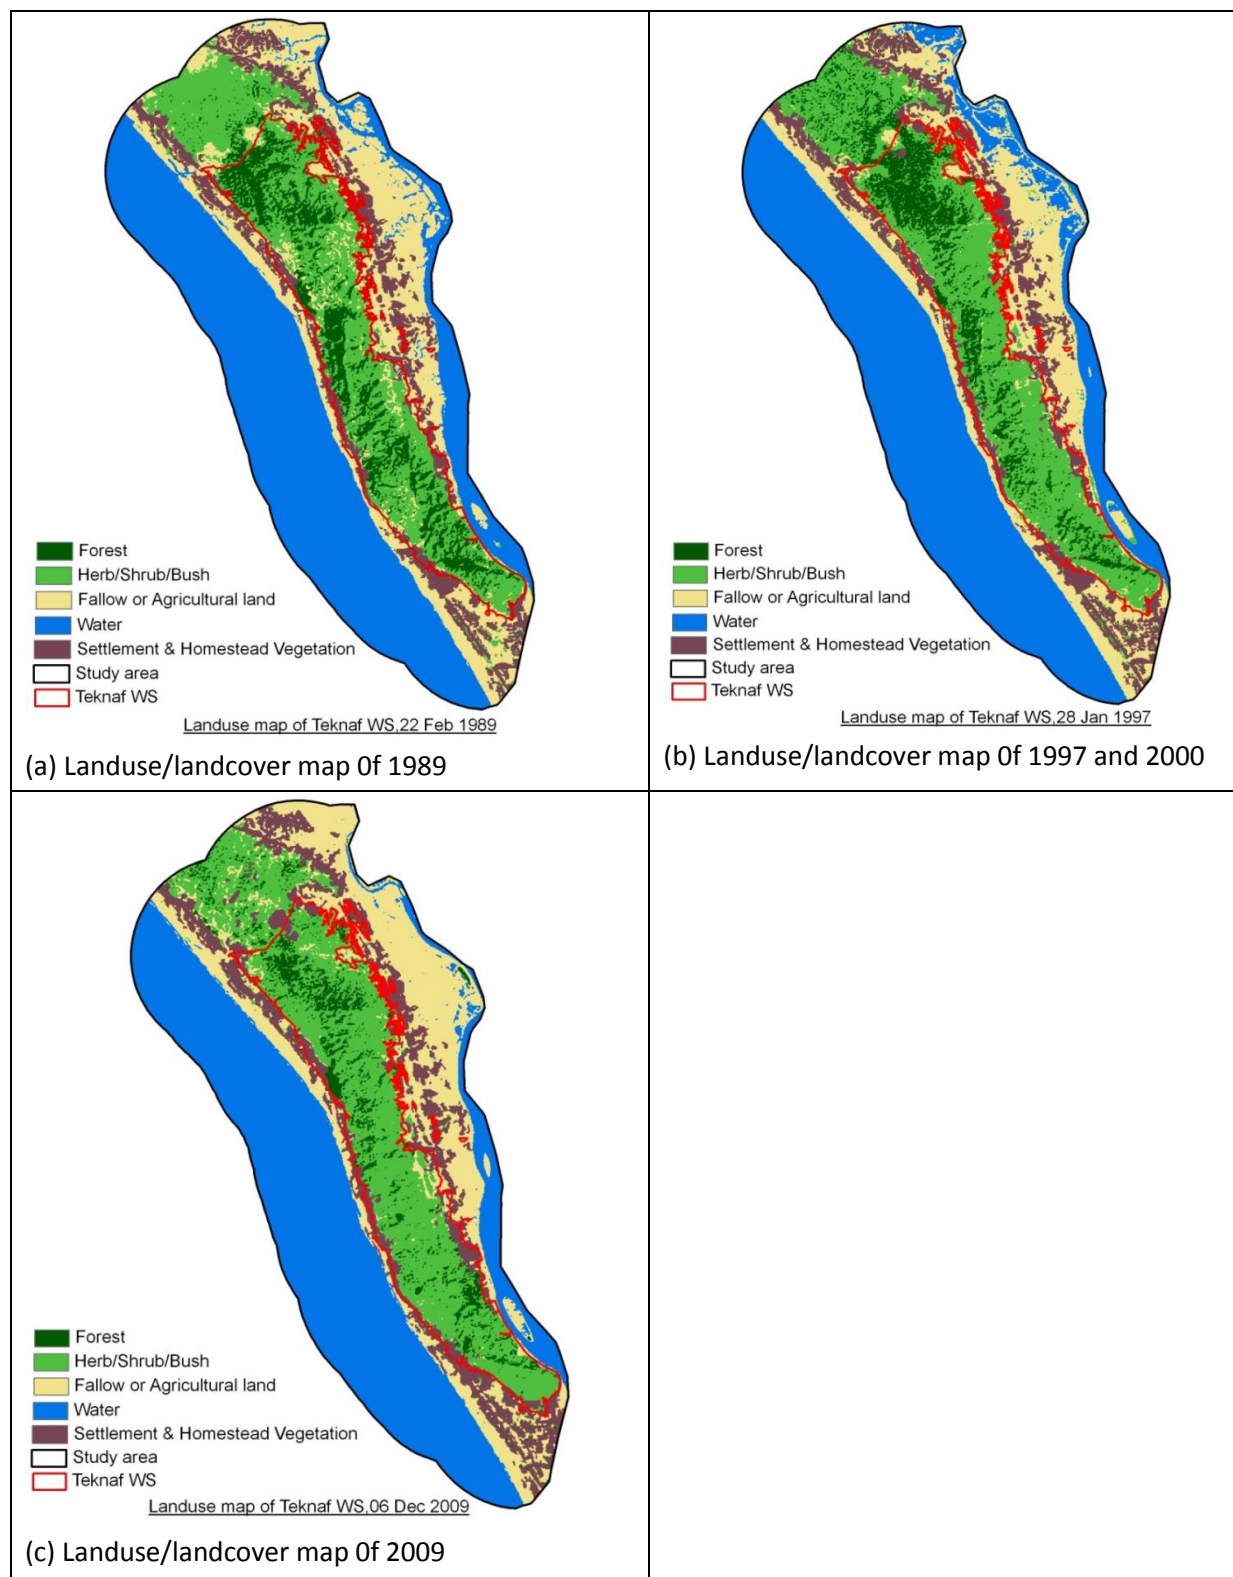 Forest
Herb/Shrub/Bush
Fallow or Agricultural land
Water
Settlement & Homestead Vegetation
Study area
Teknaf WS
Landuse map of Teknaf WS,22 Feb 1989
(a) Landuse/landcover map 0f 1989
Forest
Herb/Shrub/Bush
Fallow or Agricultural land
Water
Settlement & Homestead Vegetation
Study area
Teknaf WS
Landuse map of Teknaf WS,28 Jan 1997
(b) Landuse/landcover map 0f 1997 and 2000
Forest
Herb/Shrub/Bush
Fallow or Agricultural land
Water
Settlement & Homestead Vegetation
Study area
Teknaf WS
Landuse map of Teknaf WS,06 Dec 2009
(c) Landuse/landcover map 0f 2009